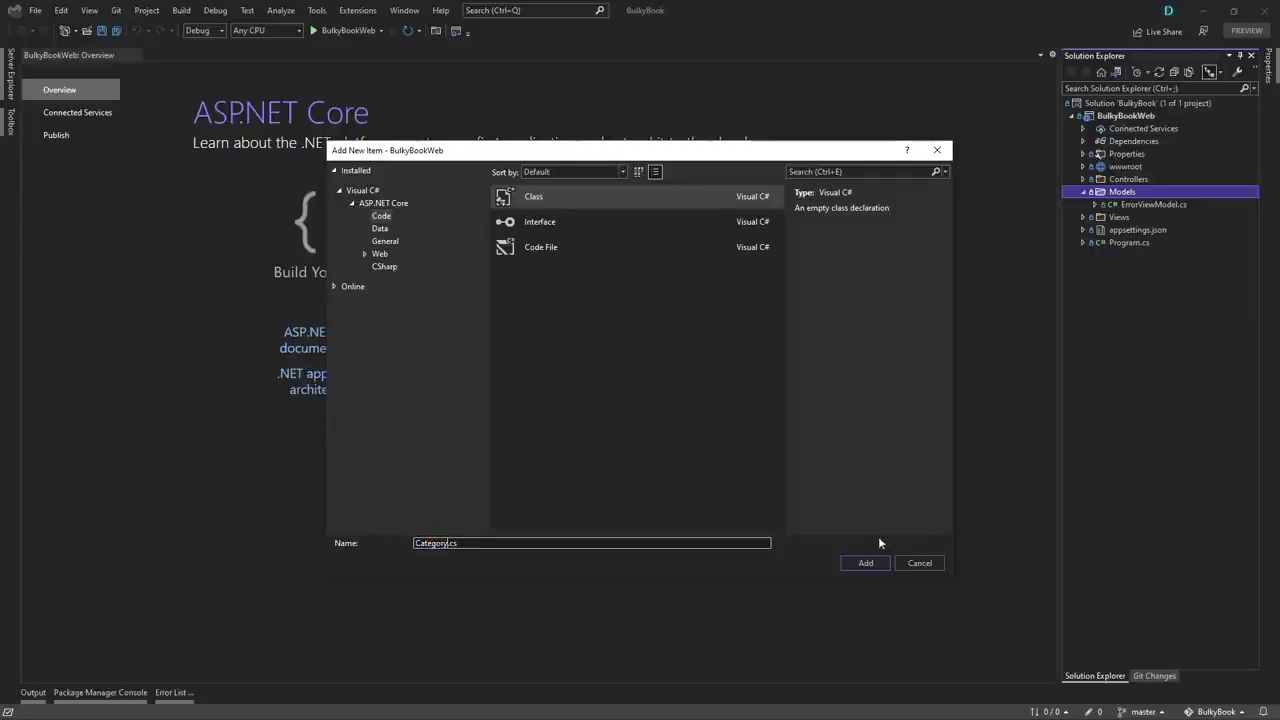 File Edit View Git Project Build Debug Test Analyze Tools Extensions Window Help Search (Ctrl+Q) BulkyBook D
Debug Any CPU BulkyBookWeb Live Share PREVIEW
BulkyBookWeb: Overview
Server Explorer
Toolbox
Overview
Connected Services
Publish
ASP.NET Core
Learn about the .NET
Build Yo
ASP.NE
docume
.NET app
archite
Add New Item - BulkyBookWeb ?
Installed
Visual C#
ASP.NET Core
Code
Data
General
Web
CSharp
Online
Sort by: Default
Class Visual C#
Interface Visual C#
Code File Visual C#
Search (Ctrl+E)
Type: Visual C#
An empty class declaration
Name: Category.cs
Add Cancel
Solution Explorer
Search Solution Explorer (Ctrl+;)
Solution 'BulkyBook' (1 of 1 project)
BulkyBookWeb
Connected Services
Dependencies
Properties
wwwroot
Controllers
Models
ErrorViewModel.cs
Views
appsettings.json
Program.cs
Properties
Solution Explorer Git Changes
Output Package Manager Console Error List ...
0 / 0 0 master BulkyBook